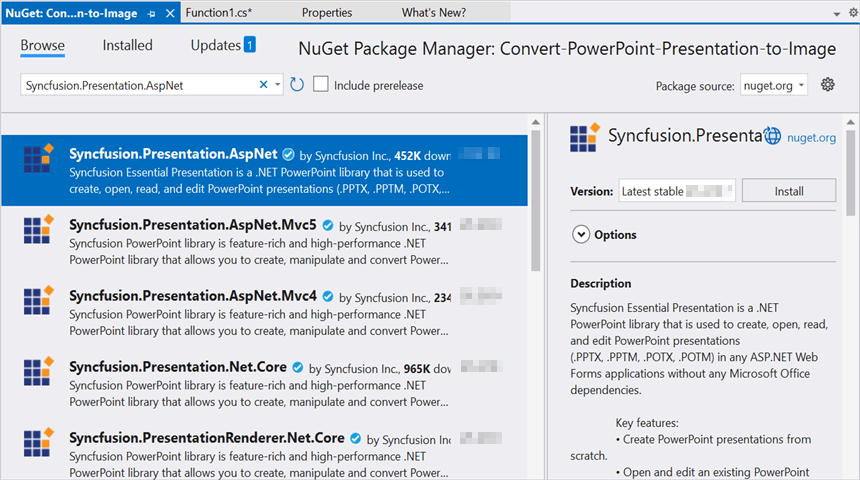 NuGet: Con...n-to-Image
Function1.cs*
Properties
What's New?
Browse
Installed
Updates 1
NuGet Package Manager: Convert-PowerPoint-Presentation-to-Image
Syncfusion.Presentation.AspNet
Include prerelease
Package source: nuget.org
Syncfusion.Presentation.AspNet by Syncfusion Inc., 452K down
Syncfusion Essential Presentation is a .NET PowerPoint library that is used to
create, open, read, and edit PowerPoint presentations (.PPTX, .PPTM, .POTX,...
Syncfusion.Presentation.AspNet.Mvc5 by Syncfusion Inc., 341
Syncfusion PowerPoint library is feature-rich and high-performance .NET
PowerPoint library that allows you to create, manipulate and convert Power...
Syncfusion.Presentation.AspNet.Mvc4 by Syncfusion Inc., 234
Syncfusion PowerPoint library is feature-rich and high-performance .NET
PowerPoint library that allows you to create, manipulate and convert Power...
Syncfusion.Presentation.Net.Core by Syncfusion Inc., 965K dow
Syncfusion PowerPoint library is feature-rich and high-performance .NET
PowerPoint library that allows you to create, manipulate and convert Power...
Syncfusion.PresentationRenderer.Net.Core by Syncfusion Inc.,
Syncfusion PowerPoint library is feature-rich and high-performance .NET
PowerPoint library that allows you to create, manipulate and convert Power...
Syncfusion.Presenta
nuget.org
Version:
Latest stable
Install
Options
Description
Syncfusion Essential Presentation is a .NET
PowerPoint library that is used to create, open, read,
and edit PowerPoint presentations
(.PPTX, .PPTM, .POTX, .POTM) in any ASP.NET Web
Forms applications without any Microsoft Office
dependencies.
Key features:
• Create PowerPoint presentations from
scratch.
• Open and edit an existing PowerPoint